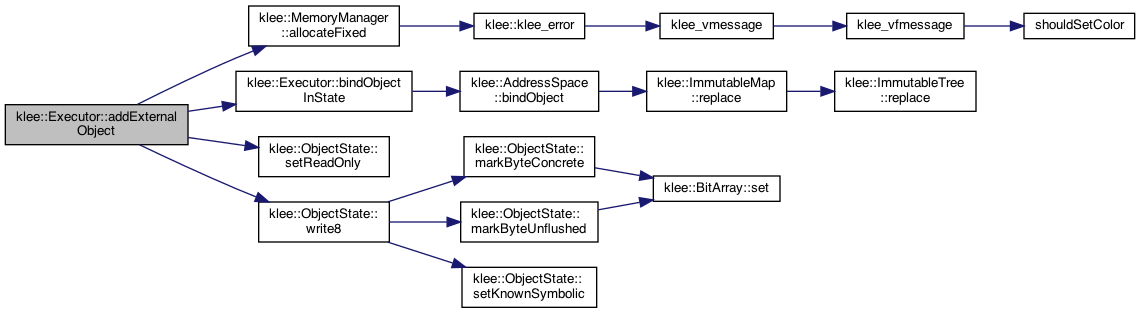 klee::Executor::addExternal
Object
klee::MemoryManager
::allocateFixed
klee::klee_error
klee_vmessage
klee_vfmessage
shouldSetColor
klee::Executor::bindObject
InState
klee::AddressSpace
::bindObject
klee::ImmutableMap
::replace
klee::ImmutableTree
::replace
klee::ObjectState::
setReadOnly
klee::ObjectState::
write8
klee::ObjectState::
markByteConcrete
klee::BitArray::set
klee::ObjectState::
markByteUnflushed
klee::ObjectState::
setKnownSymbolic